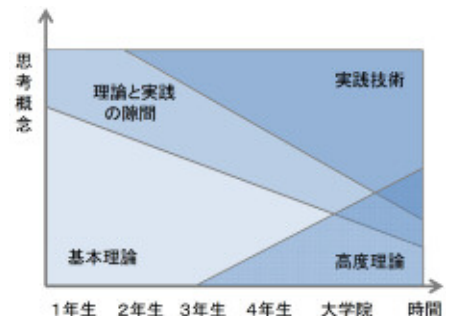 思考概念
理論と実践
の隙間
実践技術
基本理論
高度理論
1年生 2年生 3年生 4年生 大学院 時間